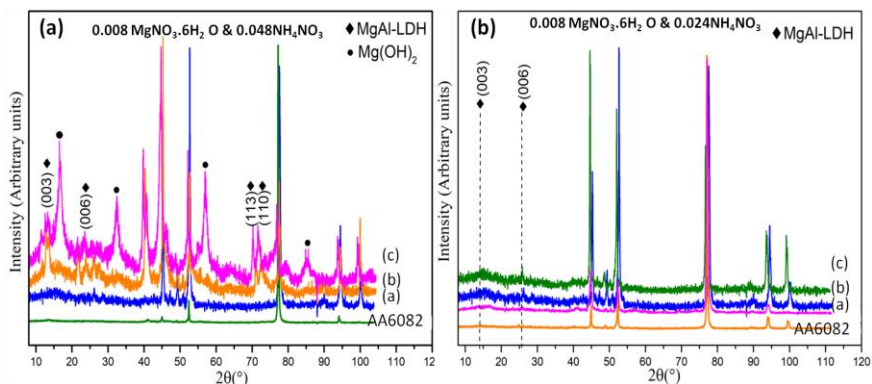 (a)
0.008 MgNO₃.6H₂ O & 0.048NH₄NO₃
♦ MgAl-LDH
• Mg(OH)₂
Intensity (Arbitrary units)
(003)
(006)
(113)
(110)
(c)
(b)
(a)
AA6082
10 20 30 40 50 60 70 80 90 100 110 120
2θ(°)
(b)
0.008 MgNO₃.6H₂ O & 0.024NH₄NO₃
♦ MgAl-LDH
Intensity (Arbitrary units)
(003)
(006)
(c)
(b)
(a)
AA6082
10 20 30 40 50 60 70 80 90 100 110
2θ(°)